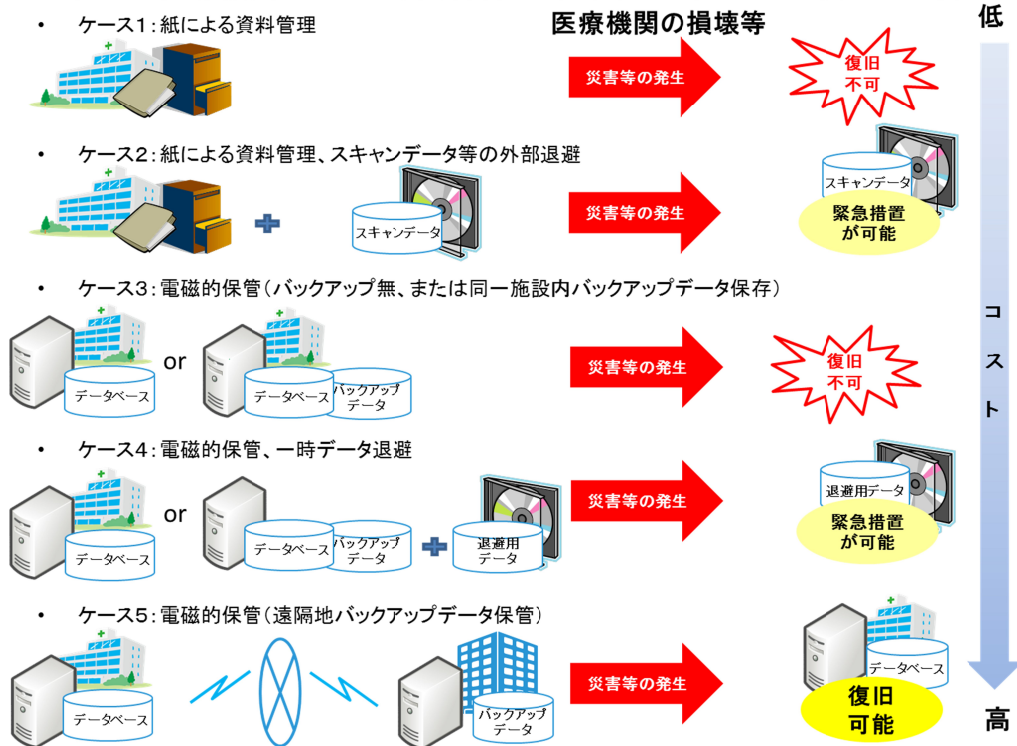 医療機関の損壊等
低
• ケース1：紙による資料管理
災害等の発生
復旧
不可
• ケース2：紙による資料管理、スキャンデータ等の外部退避
スキャンデータ
災害等の発生
スキャンデータ
緊急措置
が可能
• ケース3：電磁的保管（バックアップ無、または同一施設内バックアップデータ保存）
データベース
or
データベース
バックアップ
データ
災害等の発生
復旧
不可
コスト
• ケース4：電磁的保管、一時データ退避
データベース
or
データベース
バックアップ
データ
退避用
データ
災害等の発生
退避用データ
緊急措置
が可能
• ケース5：電磁的保管（遠隔地バックアップデータ保管）
データベース
バックアップ
データ
災害等の発生
データベース
復旧
可能
高